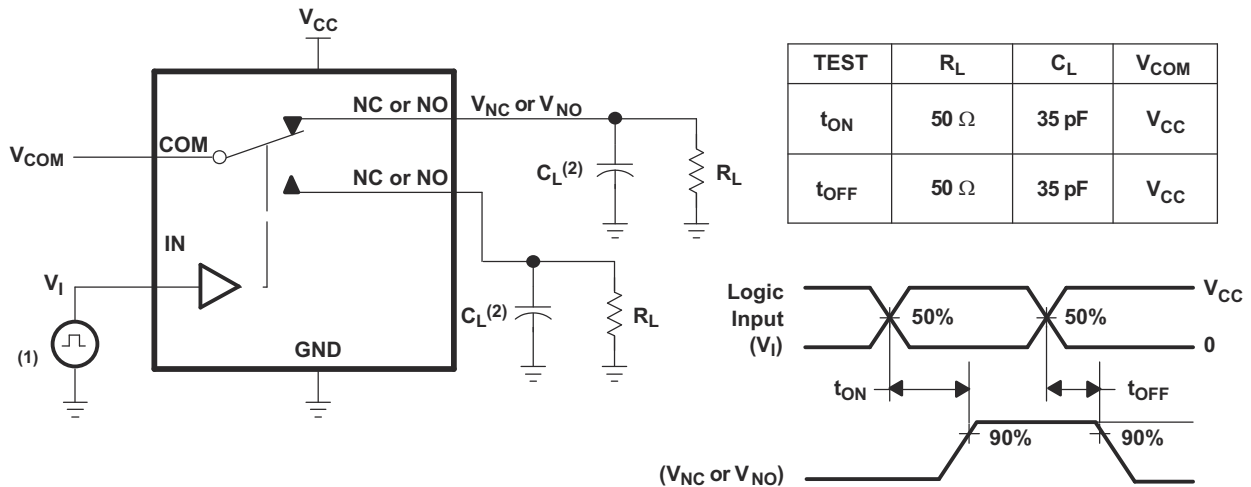 V_CC
NC or NO
V_NC or V_NO
COM
V_COM
NC or NO
C_L(2)
R_L
IN
V_I
C_L(2)
R_L
(1)
GND
TEST R_L C_L V_COM
t_ON 50 Ω 35 pF V_CC
t_OFF 50 Ω 35 pF V_CC
Logic
Input
(V_I)
50%
50%
V_CC
0
t_ON
t_OFF
90%
90%
(V_NC or V_NO)